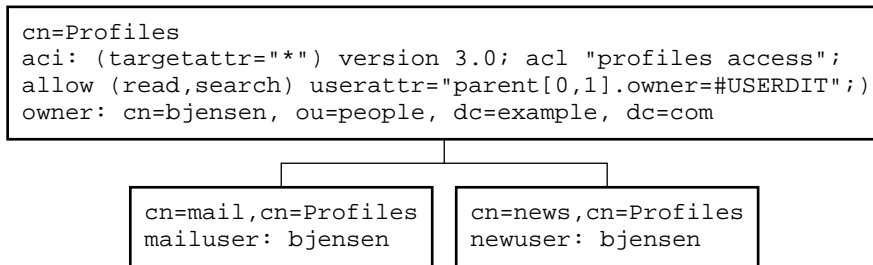 cn=Profiles
aci: (targetattr="*") version 3.0; acl "profiles access";
allow (read,search) userattr="parent[0,1].owner=#USERDIT";)
owner: cn=bjensen, ou=people, dc=example, dc=com
cn=mail,cn=Profiles
mailuser: bjensen
cn=news,cn=Profiles
newuser: bjensen